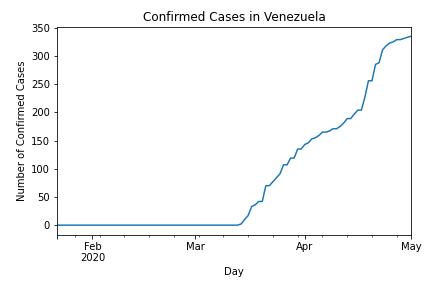 Confirmed Cases in Venezuela
350
300
250
200
150
100
50
0
Number of Confirmed Cases
Feb
2020
Mar
Apr
May
Day